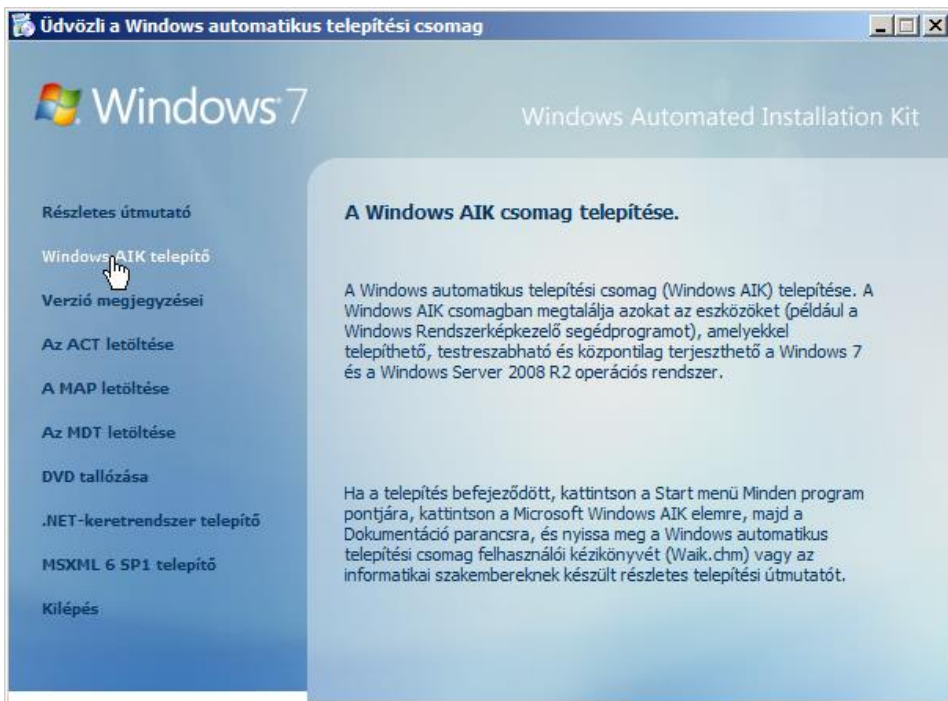 Üdvözli a Windows automatikus telepítési csomag
Windows 7
Windows Automated Installation Kit
Részletes útmutató
Windows AIK telepítő
Verzió megjegyzései
Az ACT letöltése
A MAP letöltése
Az MDT letöltése
DVD tallózása
.NET-keretrendszer telepítő
MSXML 6 SP1 telepítő
Kilépés
A Windows AIK csomag telepítése.
A Windows automatikus telepítési csomag (Windows AIK) telepítése. A
Windows AIK csomagban megtalálja azokat az eszközöket (például a
Windows Rendszerképkezelő segédprogramot), amelyekkel
telepíthető, testreszabható és központilag terjeszthető a Windows 7
és a Windows Server 2008 R2 operációs rendszer.
Ha a telepítés befejeződött, kattintson a Start menü Minden program
pontjára, kattintson a Microsoft Windows AIK elemre, majd a
Dokumentáció parancsra, és nyissa meg a Windows automatikus
telepítési csomag felhasználói kézikönyvét (Waik.chm) vagy az
informatikai szakembereknek készült részletes telepítési útmutatót.